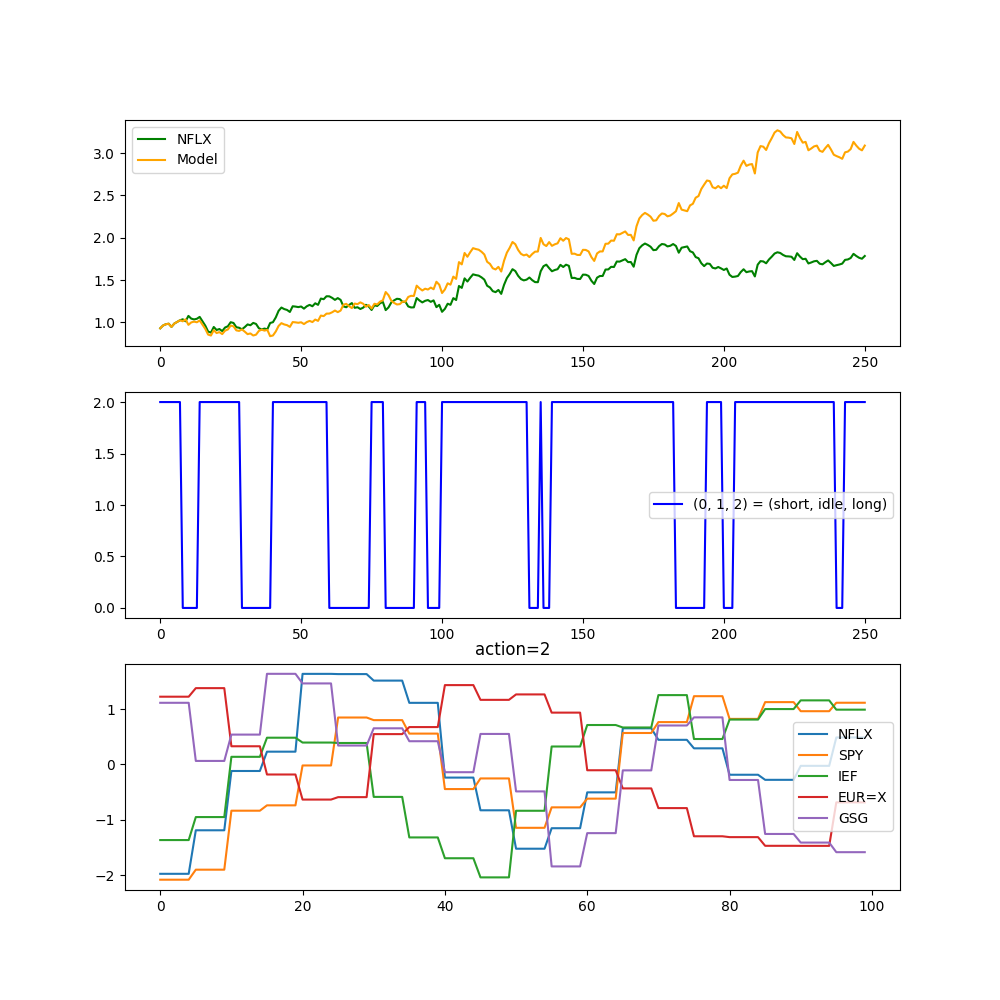 3.0
2.5
2.0
1.5
1.0
NFLX
Model
0 50 100 150 200 250
2.0
1.5
1.0
0.5
0.0
(0, 1, 2) = (short, idle, long)
0 50 100 150 200 250
action=2
1
0
−1
−2
NFLX
SPY
IEF
EUR=X
GSG
0 20 40 60 80 100